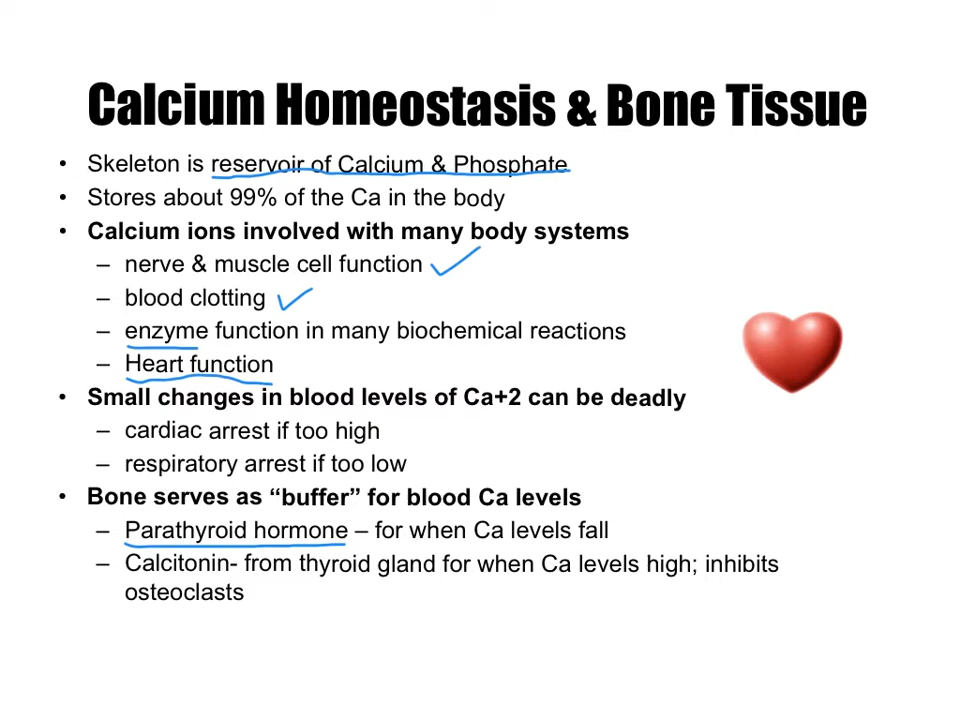 Calcium Homeostasis & Bone Tissue
• Skeleton is reservoir of Calcium & Phosphate
• Stores about 99% of the Ca in the body
• Calcium ions involved with many body systems
– nerve & muscle cell function
– blood clotting
– enzyme function in many biochemical reactions
– Heart function
• Small changes in blood levels of Ca+2 can be deadly
– cardiac arrest if too high
– respiratory arrest if too low
• Bone serves as “buffer” for blood Ca levels
– Parathyroid hormone – for when Ca levels fall
– Calcitonin- from thyroid gland for when Ca levels high; inhibits
osteoclasts